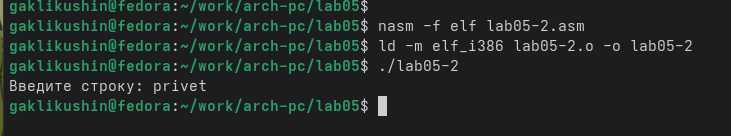 gaklikushin@fedora:~/work/arch-pc/lab05$
gaklikushin@fedora:~/work/arch-pc/lab05$ nasm -f elf lab05-2.asm
gaklikushin@fedora:~/work/arch-pc/lab05$ ld -m elf_i386 lab05-2.o -o lab05-2
gaklikushin@fedora:~/work/arch-pc/lab05$ ./lab05-2
Введите строку: privet
gaklikushin@fedora:~/work/arch-pc/lab05$